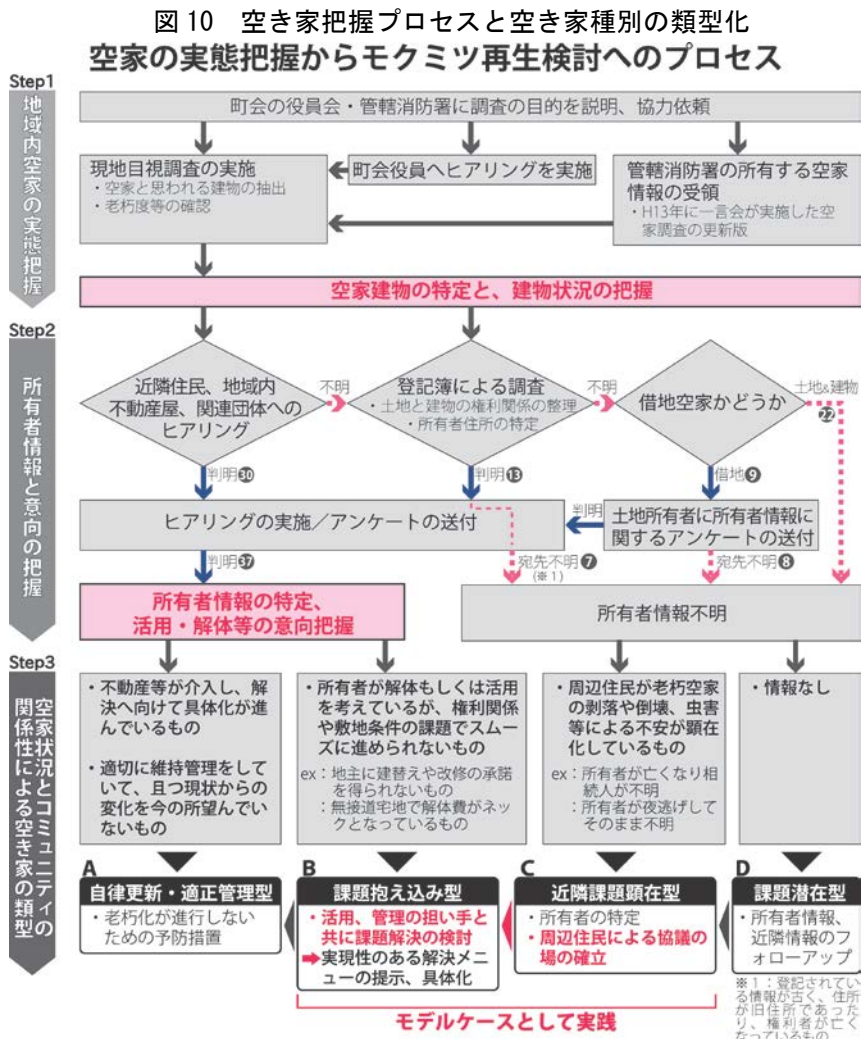 図 10　空き家把握プロセスと空き家種別の類型化
空家の実態把握からモクミツ再生検討へのプロセス
Step1
地域内空家の実態把握
町会の役員会・管轄消防署に調査の目的を説明、協力依頼
現地目視調査の実施
・空家と思われる建物の抽出
・老朽度等の確認
町会役員へヒアリングを実施
管轄消防署の所有する空家
情報の受領
・H13年に一言会が実施した空
家調査の更新版
空家建物の特定と、建物状況の把握
Step2
所有者情報と意向の把握
近隣住民、地域内
不動産屋、関連団体への
ヒアリング
不明
登記簿による調査
・土地と建物の権利関係の整理
・所有者住所の特定
不明
借地空家かどうか
土地&建物
㉒
判明㉚
判明⑬
借地❾
ヒアリングの実施／アンケートの送付
判明
土地所有者に所有者情報に
関するアンケートの送付
判明㊲
宛先不明❼
(※1)
宛先不明❽
所有者情報の特定、
活用・解体等の意向把握
所有者情報不明
Step3
空家状況とコミュニティの
関係性による空き家の類型
・不動産等が介入し、解
決へ向けて具体化が進
んでいるもの
・適切に維持管理をして
いて、且つ現状からの
変化を今の所望んでい
ないもの
・所有者が解体もしくは活用
を考えているが、権利関係
や敷地条件の課題でスムー
ズに進められないもの
ex：地主に建替えや改修の承諾
を得られないもの
：無接道宅地で解体費がネッ
クとなっているもの
・周辺住民が老朽空家
の剥落や倒壊、虫害
等による不安が顕在
化しているもの
ex：所有者が亡くなり相
続人が不明
：所有者が夜逃げして
そのまま不明
・情報なし
A
自律更新・適正管理型
・老朽化が進行しない
ための予防措置
B
課題抱え込み型
・活用、管理の担い手と
共に課題解決の検討
➡実現性のある解決メニ
ューの提示、具体化
C
近隣課題顕在型
・所有者の特定
・周辺住民による協議の
場の確立
D
課題潜在型
・所有者情報、
近隣情報のフ
ォローアップ
モデルケースとして実践
※1：登記されてい
る情報が古く、住所
が旧住所であった
り、権利者が亡く
なっているもの